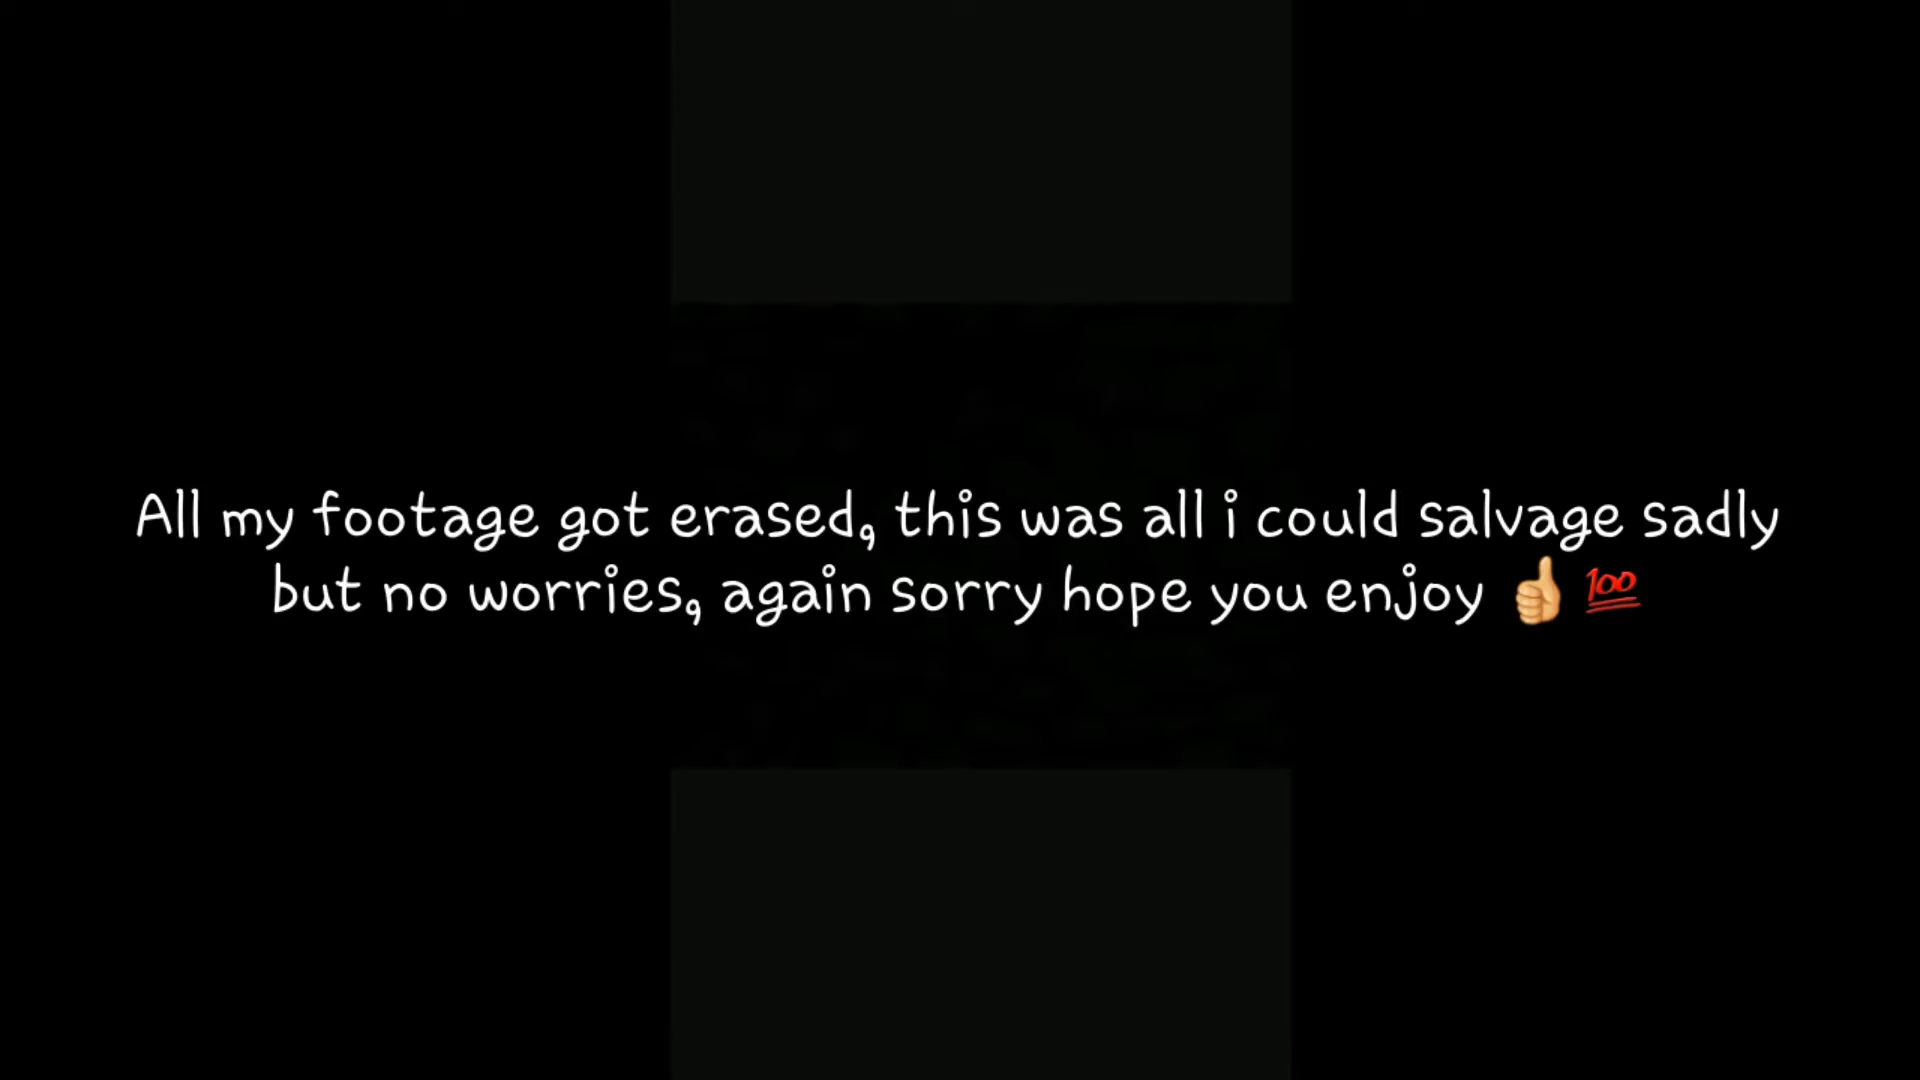 All my footage got erased, this was all i could salvage sadly
but no worries, again sorry hope you enjoy 👍🏼 💯